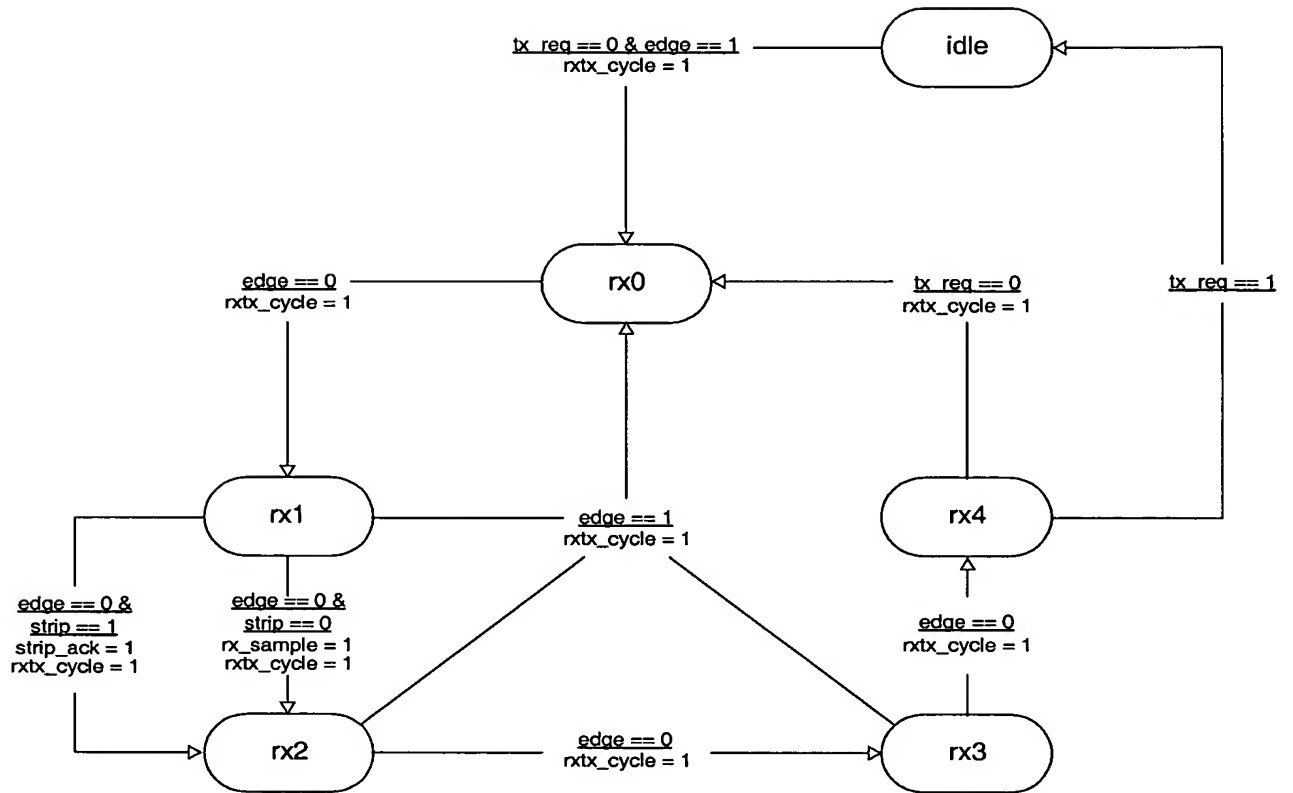 tx_req == 0 & edge == 1
rxtx_cycle = 1
idle
rx0
edge == 0
rxtx_cycle = 1
tx_req == 0
rxtx_cycle = 1
tx_req == 1
rx1
edge == 1
rxtx_cycle = 1
rx4
edge == 0 &
strip == 1
strip_ack = 1
rxtx_cycle = 1
edge == 0 &
strip == 0
rx_sample = 1
rxtx_cycle = 1
edge == 0
rxtx_cycle = 1
rx2
edge == 0
rxtx_cycle = 1
rx3